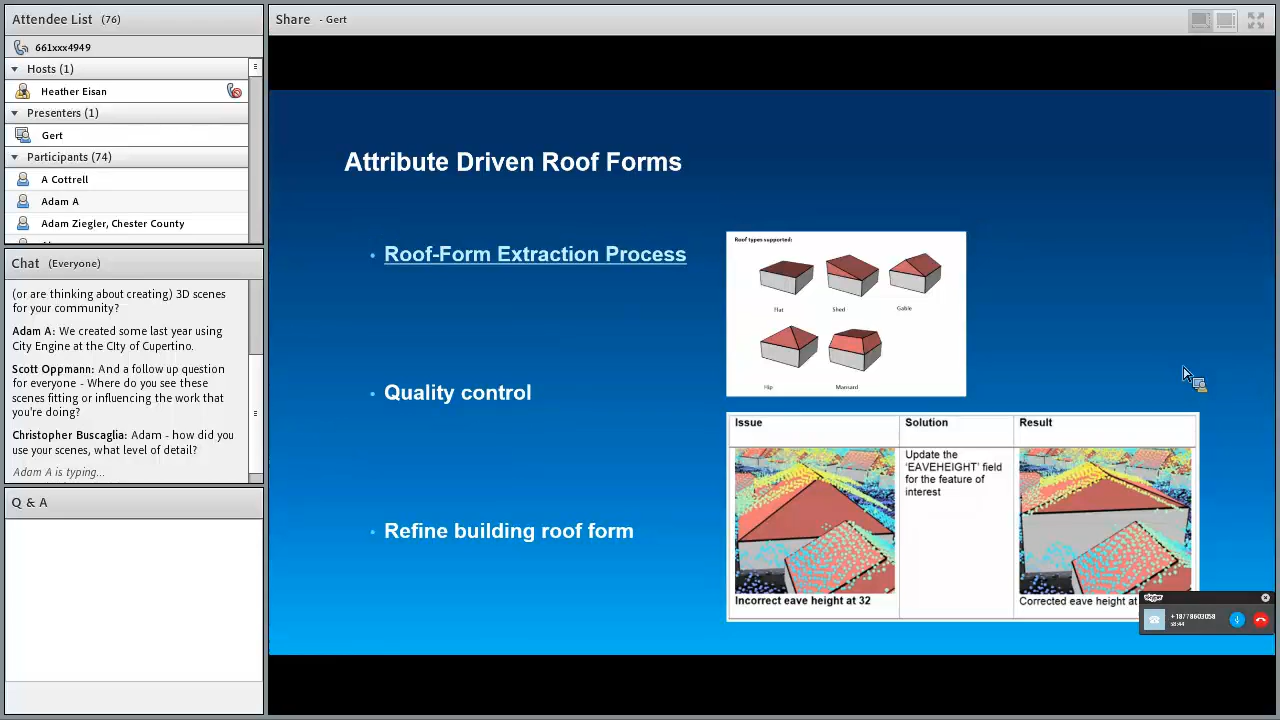 Attendee List (76)
661xxx4949
Hosts (1)
Heather Eisan
Presenters (1)
Gert
Participants (74)
A Cottrell
Adam A
Adam Ziegler, Chester County
Chat (Everyone)
(or are thinking about creating) 3D scenes
for your community?
Adam A: We created some last year using
City Engine at the CIty of Cupertino.
Scott Oppmann: And a follow up question
for everyone - Where do you see these
scenes fitting or influencing the work that
you're doing?
Christopher Buscaglia: Adam - how did you
use your scenes, what level of detail?
Adam A is typing...
Q & A
Share - Gert
Attribute Driven Roof Forms
• Roof-Form Extraction Process
• Quality control
• Refine building roof form
Roof types supported:
Flat
Shed
Gable
Hip
Mansard
Issue
Solution
Result
Update the
'EAVEHEIGHT' field
for the feature of
interest
Incorrect eave height at 32
Corrected eave height at
skype
+18778603058